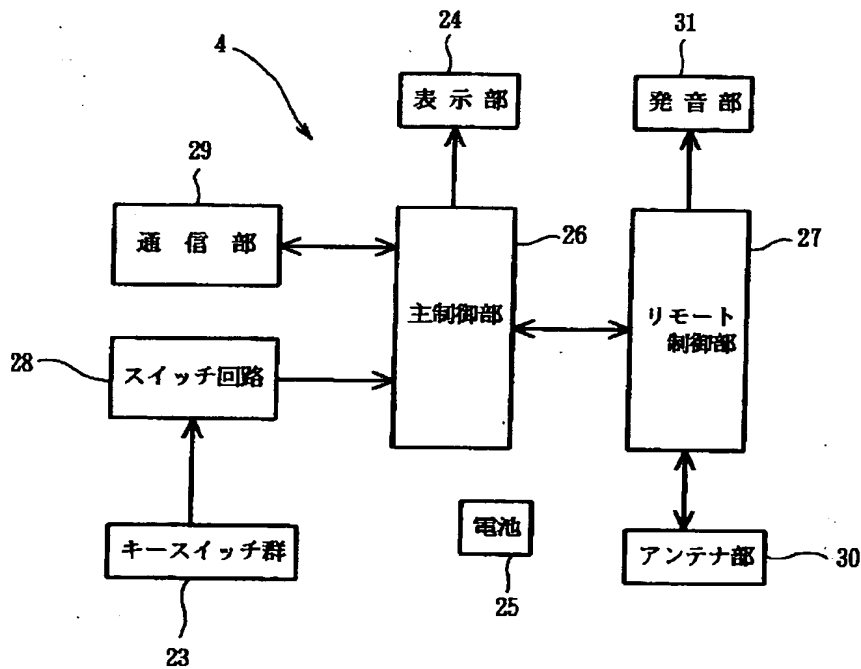 24
31
4
表示部
発音部
29
通信部
26
27
主制御部
リモート
制御部
28
スイッチ回路
電池
キースイッチ群
アンテナ部
30
25
23